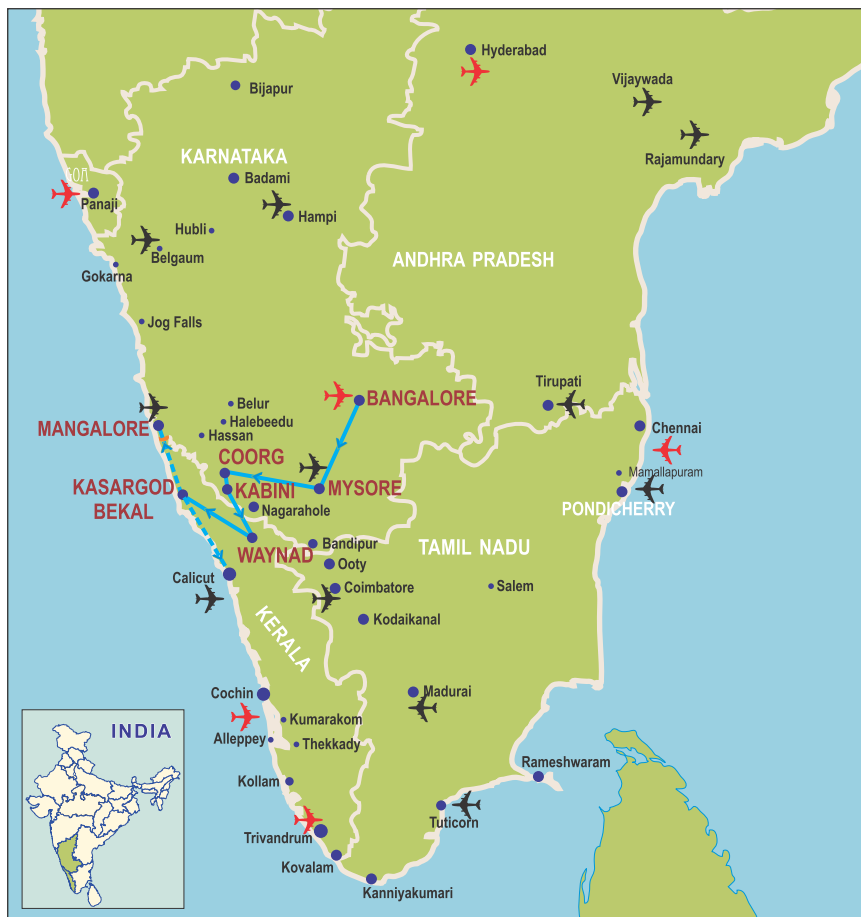 Hyderabad
Vijaywada
Bijapur
Rajamundary
KARNATAKA
GOA
Badami
Panaji
Hampi
Hubli
Belgaum
ANDHRA PRADESH
Gokarna
Jog Falls
Tirupati
BANGALORE
Belur
Halebeedu
MANGALORE
Chennai
Hassan
COORG
Mamallapuram
KASARGOD
BEKAL
KABINI
MYSORE
Nagarahole
PONDICHERRY
WAYNAD
Bandipur
TAMIL NADU
Ooty
Calicut
Coimbatore
Salem
KERALA
Kodaikanal
Cochin
Madurai
Kumarakom
INDIA
Alleppey
Thekkady
Rameshwaram
Kollam
Tuticorn
Trivandrum
Kovalam
Kanniyakumari